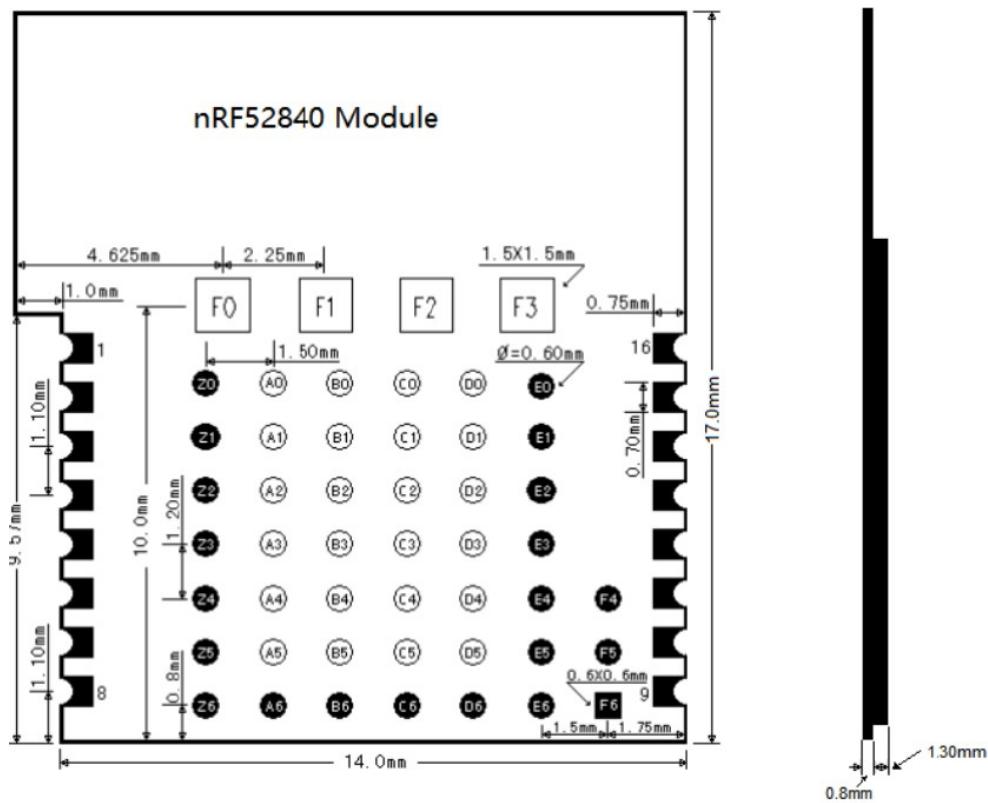 nRF52840 Module
4.625mm 2.25mm 1.5X1.5mm
1.0mm F0 F1 F2 F3 0.75mm
1 1.50mm Ø=0.60mm 16
Z0 A0 B0 C0 D0 E0
1.10mm 17.0mm
Z1 A1 B1 C1 D1 E1 0.70mm
Z2 A2 B2 C2 D2 E2
9.57mm 10.0mm 1.20mm
Z3 A3 B3 C3 D3 E3
Z4 A4 B4 C4 D4 E4 F4
1.10mm Z5 A5 B5 C5 D5 E5 F5
0.8mm 0.6X0.6mm
8 Z6 A6 B6 C6 D6 E6 F6 9
1.5mm 1.75mm
14.0mm
1.30mm
0.8mm